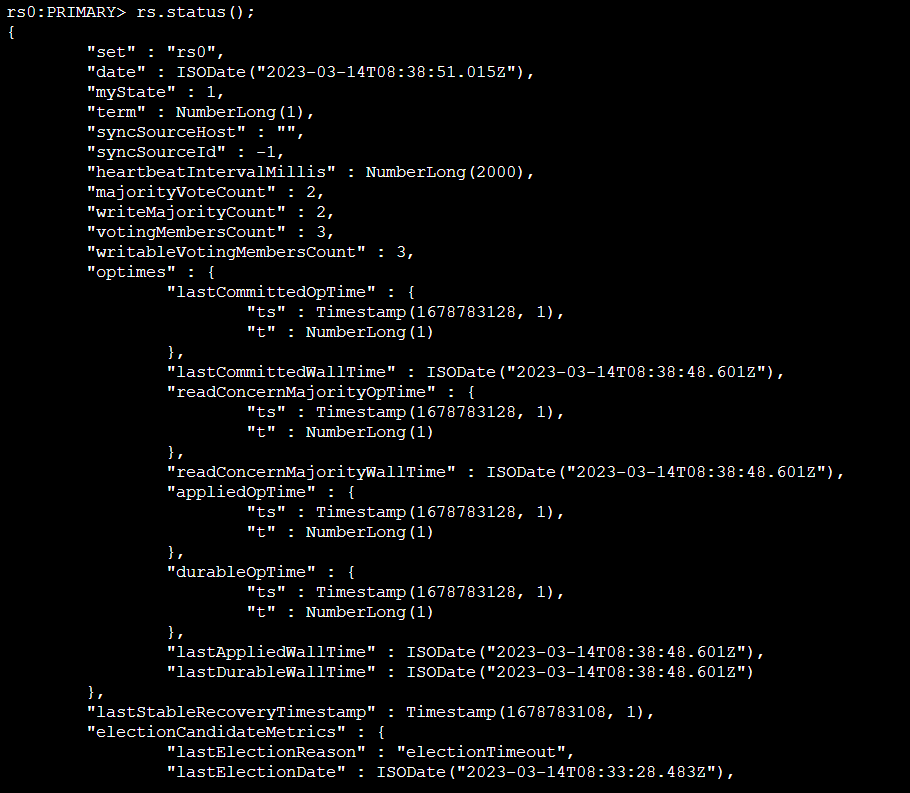 rs0:PRIMARY> rs.status();
{
        "set" : "rs0",
        "date" : ISODate("2023-03-14T08:38:51.015Z"),
        "myState" : 1,
        "term" : NumberLong(1),
        "syncSourceHost" : "",
        "syncSourceId" : -1,
        "heartbeatIntervalMillis" : NumberLong(2000),
        "majorityVoteCount" : 2,
        "writeMajorityCount" : 2,
        "votingMembersCount" : 3,
        "writableVotingMembersCount" : 3,
        "optimes" : {
                "lastCommittedOpTime" : {
                        "ts" : Timestamp(1678783128, 1),
                        "t" : NumberLong(1)
                },
                "lastCommittedWallTime" : ISODate("2023-03-14T08:38:48.601Z"),
                "readConcernMajorityOpTime" : {
                        "ts" : Timestamp(1678783128, 1),
                        "t" : NumberLong(1)
                },
                "readConcernMajorityWallTime" : ISODate("2023-03-14T08:38:48.601Z"),
                "appliedOpTime" : {
                        "ts" : Timestamp(1678783128, 1),
                        "t" : NumberLong(1)
                },
                "durableOpTime" : {
                        "ts" : Timestamp(1678783128, 1),
                        "t" : NumberLong(1)
                },
                "lastAppliedWallTime" : ISODate("2023-03-14T08:38:48.601Z"),
                "lastDurableWallTime" : ISODate("2023-03-14T08:38:48.601Z")
        },
        "lastStableRecoveryTimestamp" : Timestamp(1678783108, 1),
        "electionCandidateMetrics" : {
                "lastElectionReason" : "electionTimeout",
                "lastElectionDate" : ISODate("2023-03-14T08:33:28.483Z"),